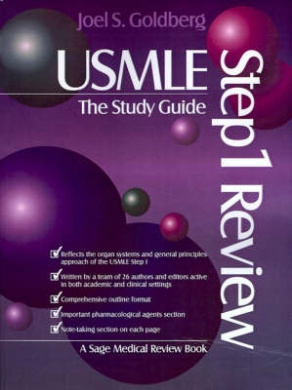 Joel S. Goldberg
USMLE
The Study Guide
Step 1 Review
Reflects the organ systems and general principles
approach of the USMLE Step I
Written by a team of 26 authors and editors active
in both academic and clinical settings
Comprehensive outline format
Important pharmacological agents section
Note-taking section on each page
A Sage Medical Review Book